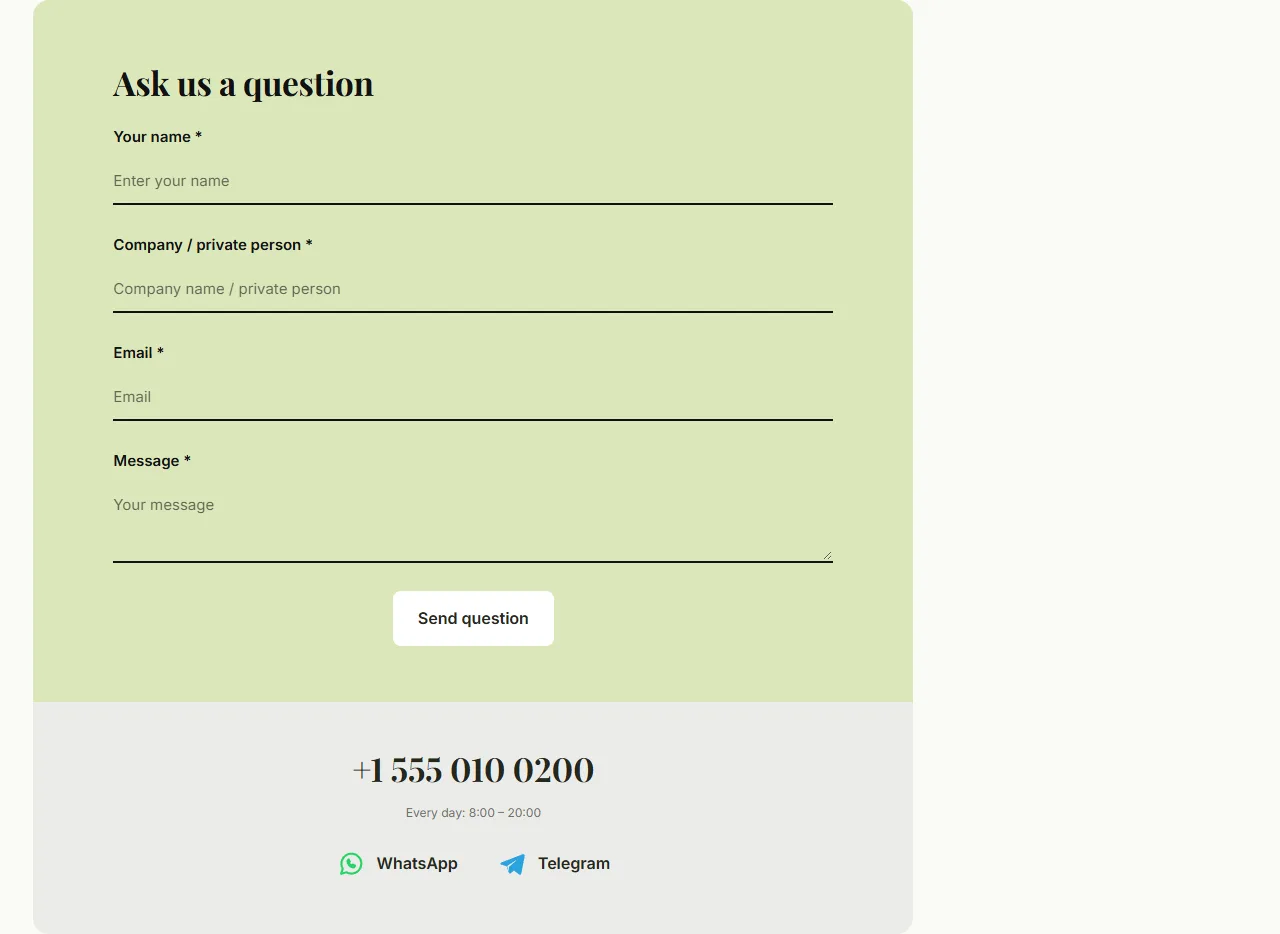 Ask us a question
Your name *
Enter your name
Company / private person *
Company name / private person
Email *
Email
Message *
Your message
Send question
+1 555 010 0200
Every day: 8:00 – 20:00
WhatsApp
Telegram